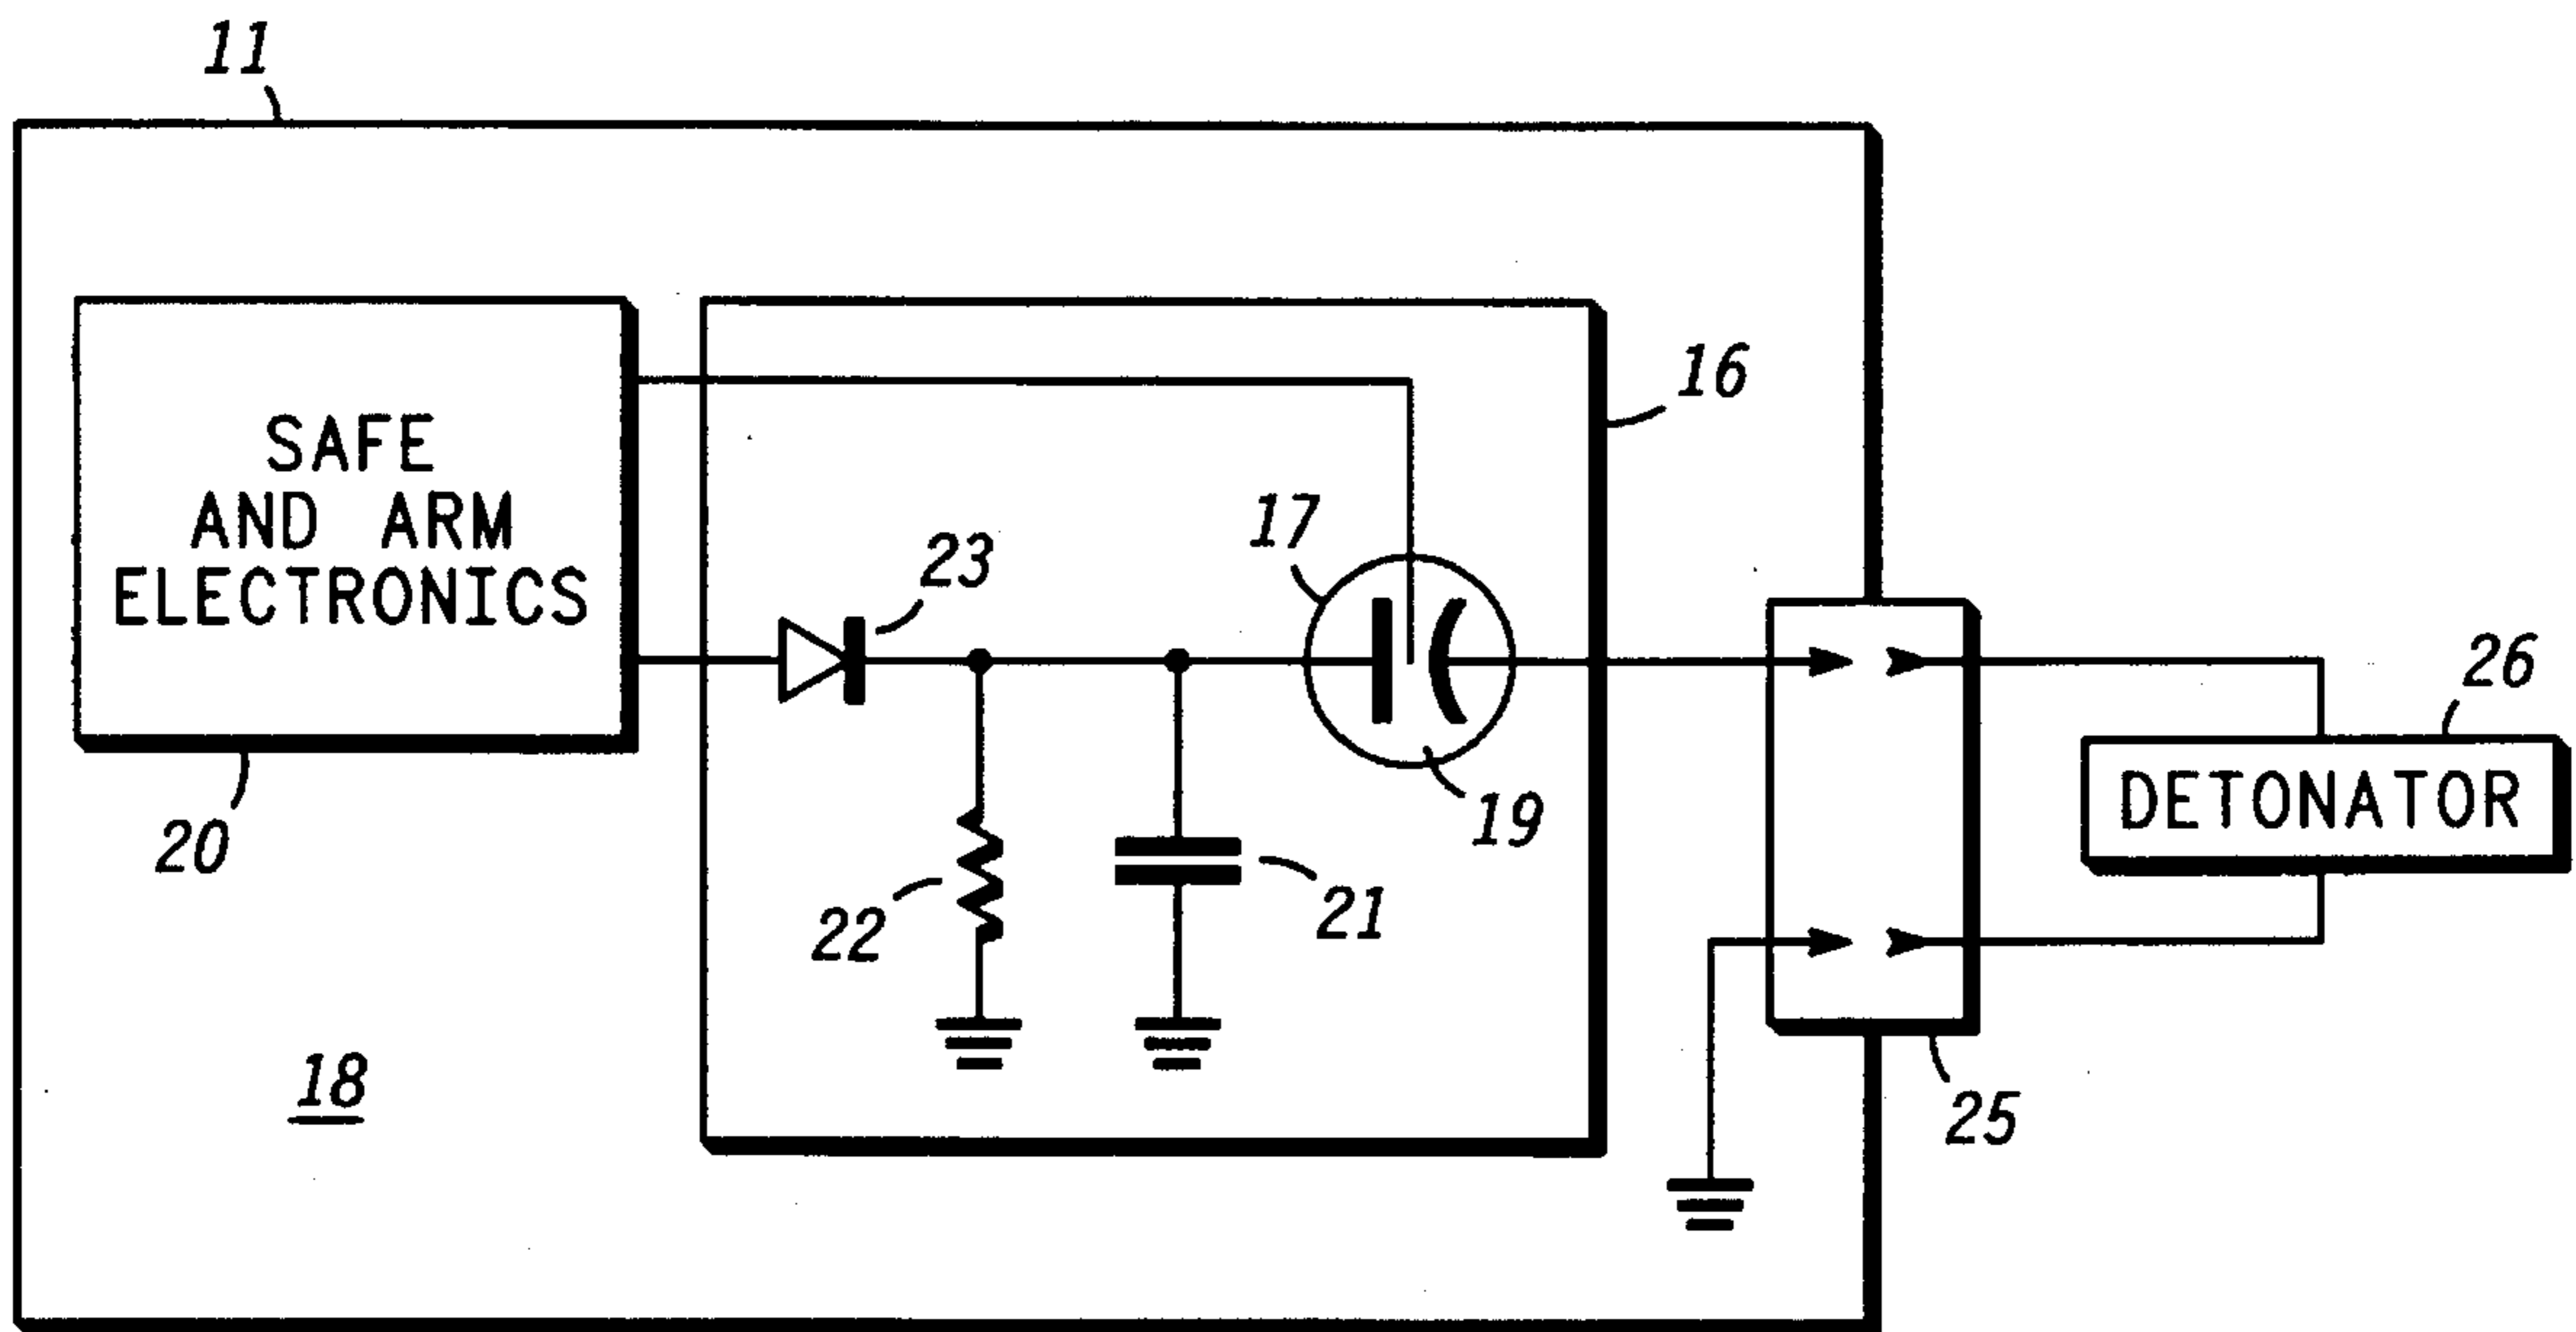 11
16
SAFE
AND ARM
ELECTRONICS
17
23
26
DETONATOR
19
20
22
21
18
25